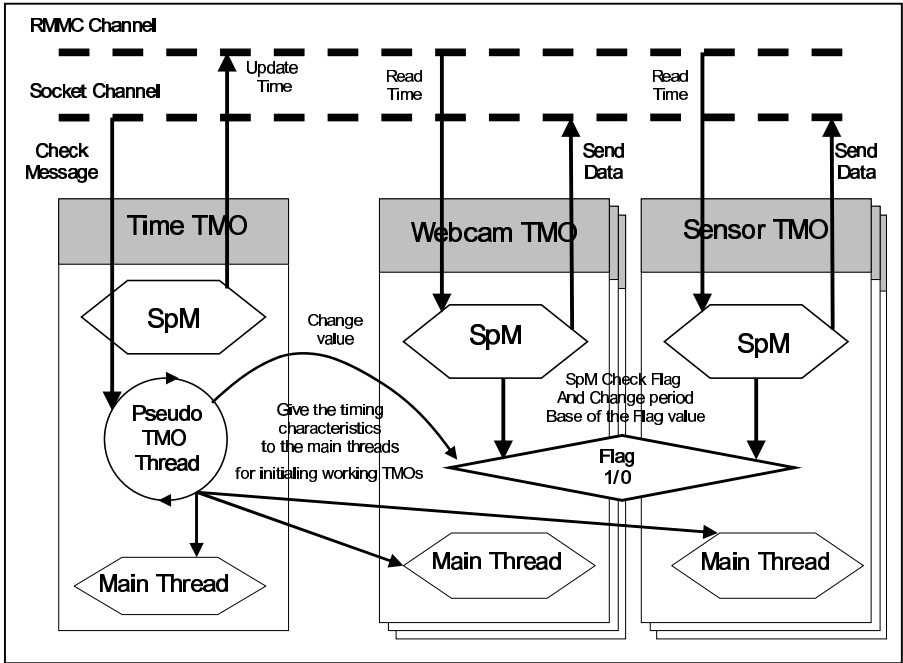 RMMC Channel
Update
Time
Read
Time
Read
Time
Socket Channel
Check
Message
Send
Data
Send
Data
Time TMO
Webcam TMO
Sensor TMO
SpM
SpM
SpM
Change
value
SpM Check Flag
And Change period
Base of the Flag value
Pseudo
TMO
Thread
Give the timing
characteristics
to the main threads
for initialing working TMOs
Flag
1/0
Main Thread
Main Thread
Main Thread